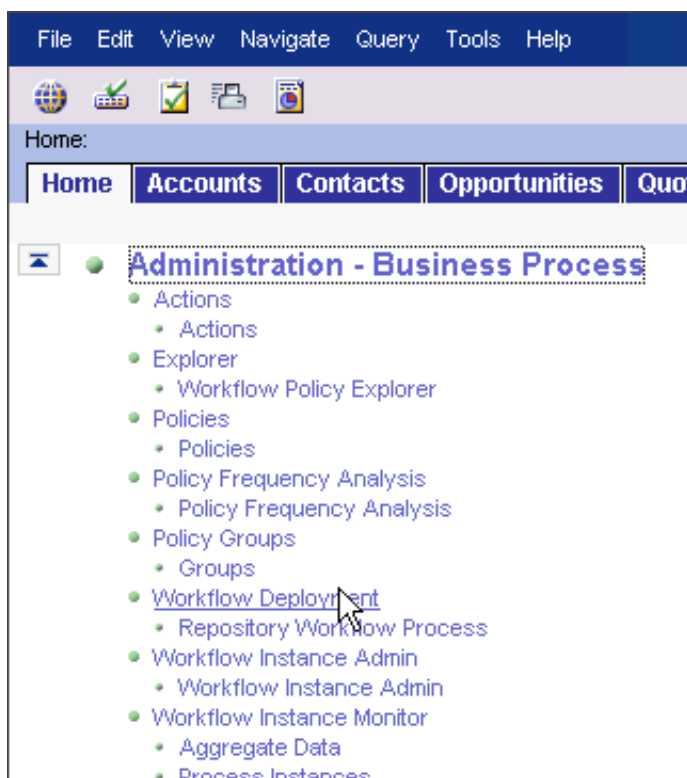 File Edit View Navigate Query Tools Help
Home:
Home Accounts Contacts Opportunities
Administration - Business Process
Actions
Actions
Explorer
Workflow Policy Explorer
Policies
Policies
Policy Frequency Analysis
Policy Frequency Analysis
Policy Groups
Groups
Workflow Deployment
Repository Workflow Process
Workflow Instance Admin
Workflow Instance Admin
Workflow Instance Monitor
Aggregate Data
Process Instances